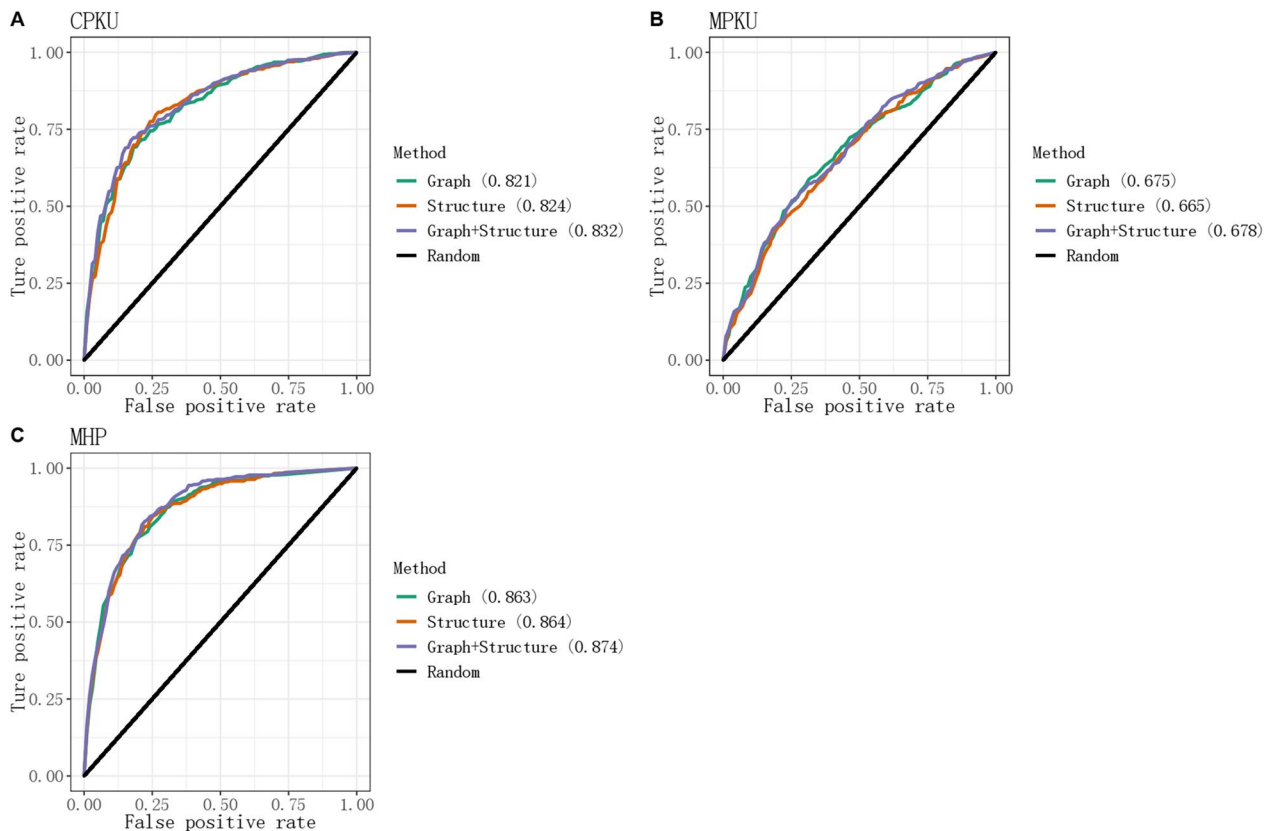 A
CPKU
1.00
0.75
0.50
0.25
0.00
Ture positive rate
0.00 0.25 0.50 0.75 1.00
False positive rate
Method
Graph (0.821)
Structure (0.824)
Graph+Structure (0.832)
Random
B
MPKU
1.00
0.75
0.50
0.25
0.00
Ture positive rate
0.00 0.25 0.50 0.75 1.00
False positive rate
Method
Graph (0.675)
Structure (0.665)
Graph+Structure (0.678)
Random
C
MHP
1.00
0.75
0.50
0.25
0.00
Ture positive rate
0.00 0.25 0.50 0.75 1.00
False positive rate
Method
Graph (0.863)
Structure (0.864)
Graph+Structure (0.874)
Random